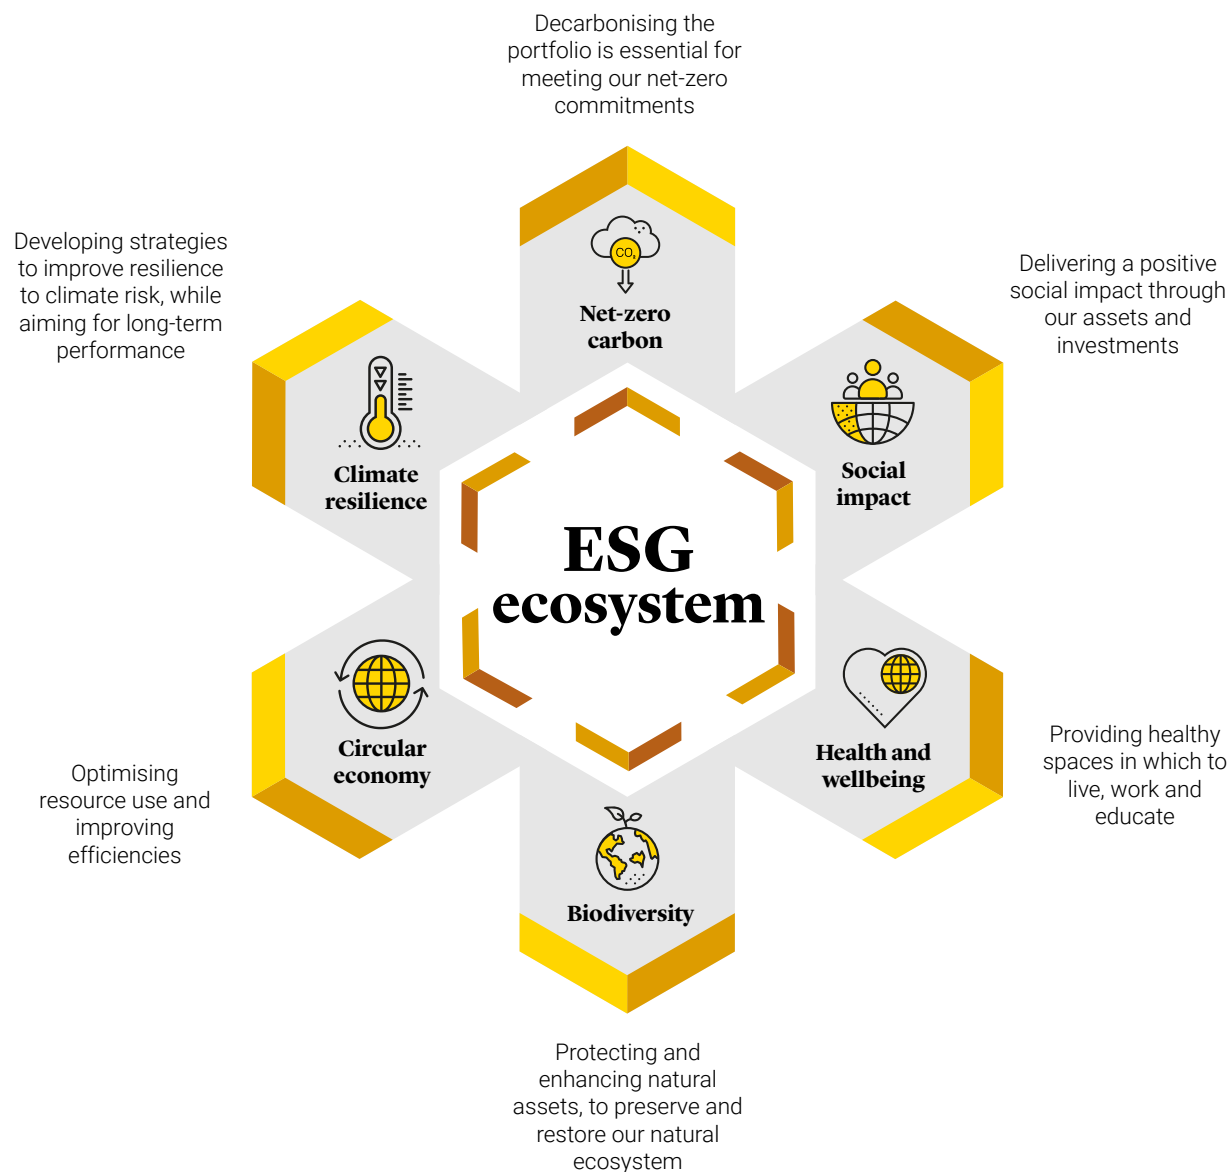 Decarbonising the
portfolio is essential for
meeting our net-zero
commitments
CO₂
Net-zero
carbon
Delivering a positive
social impact through
our assets and
investments
Social
impact
Providing healthy
spaces in which to
live, work and
educate
Health and
wellbeing
Protecting and
enhancing natural
assets, to preserve and
restore our natural
ecosystem
Biodiversity
Optimising
resource use and
improving
efficiencies
Circular
economy
Developing strategies
to improve resilience
to climate risk, while
aiming for long-term
performance
Climate
resilience
ESG
ecosystem